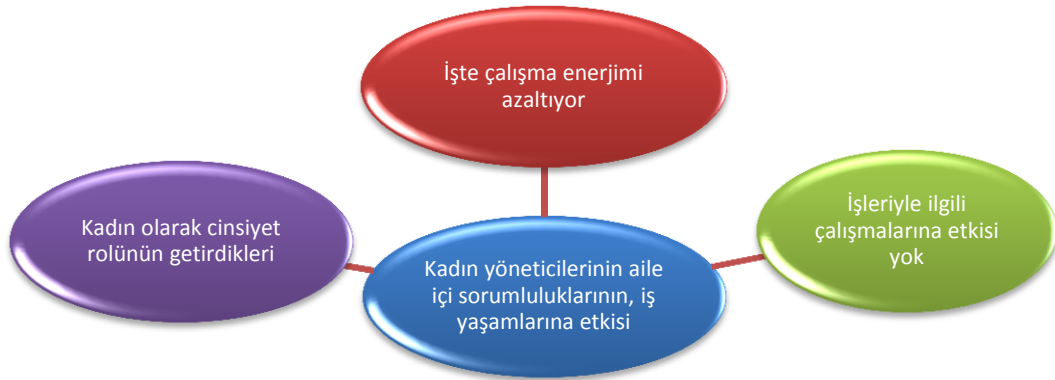 İşte çalışma enerjimi
azaltıyor
Kadın olarak cinsiyet
rolünün getirdikleri
İşleriyle ilgili
çalışmalarına etkisi
yok
Kadın yöneticilerinin aile
içi sorumluluklarının, iş
yaşamlarına etkisi